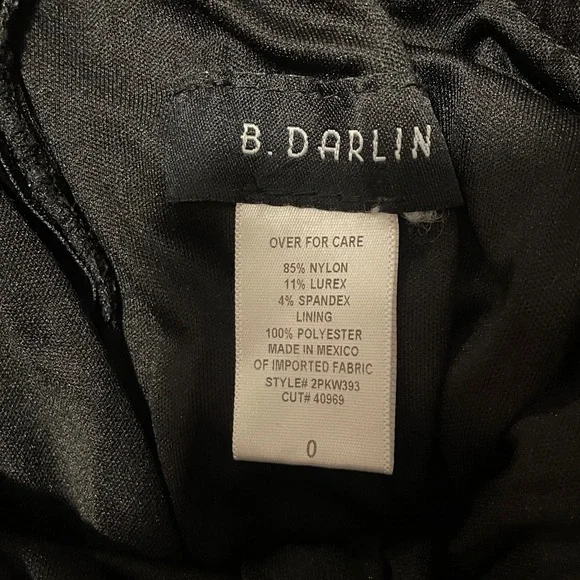 B. DARLIN
OVER FOR CARE
85% NYLON
11% LUREX
4% SPANDEX
LINING
100% POLYESTER
MADE IN MEXICO
OF IMPORTED FABRIC
STYLE# 2PKW393
CUT# 40969
0